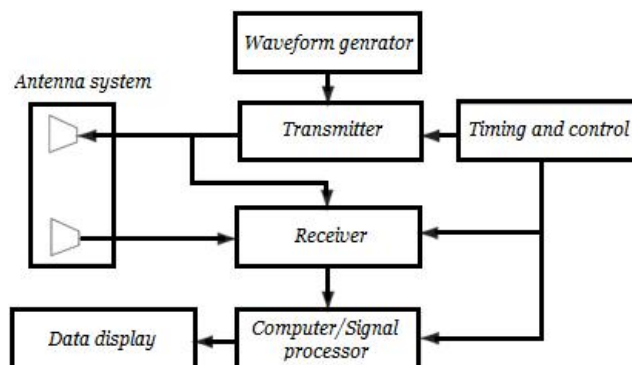 Waveform genrator
Antenna system
Transmitter
Timing and control
Receiver
Data display
Computer/Signal
processor